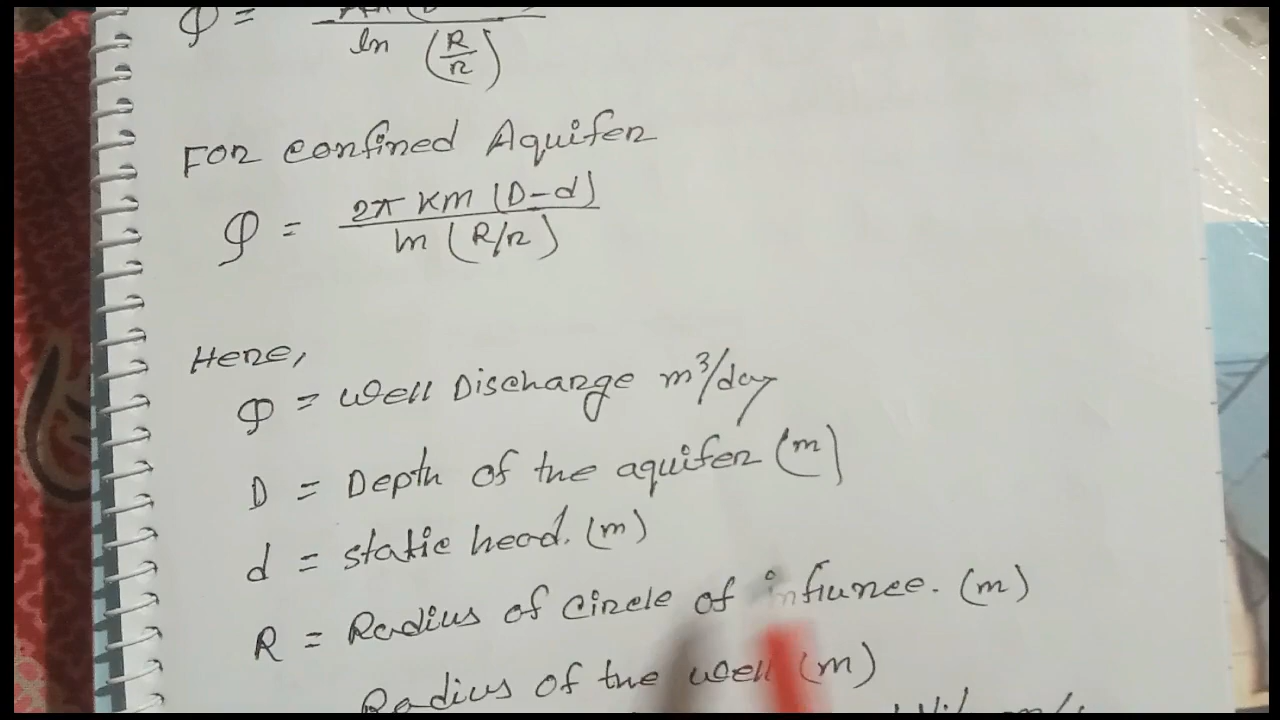 Q =
ln (R/r)
For confined Aquifer
Q = 2π Km (D-d) / ln (R/r)
Here,
Q = Well Discharge m³/day
D = Depth of the aquifer (m)
d = static head. (m)
R = Radius of circle of infiunce. (m)
Radius of the well (m)